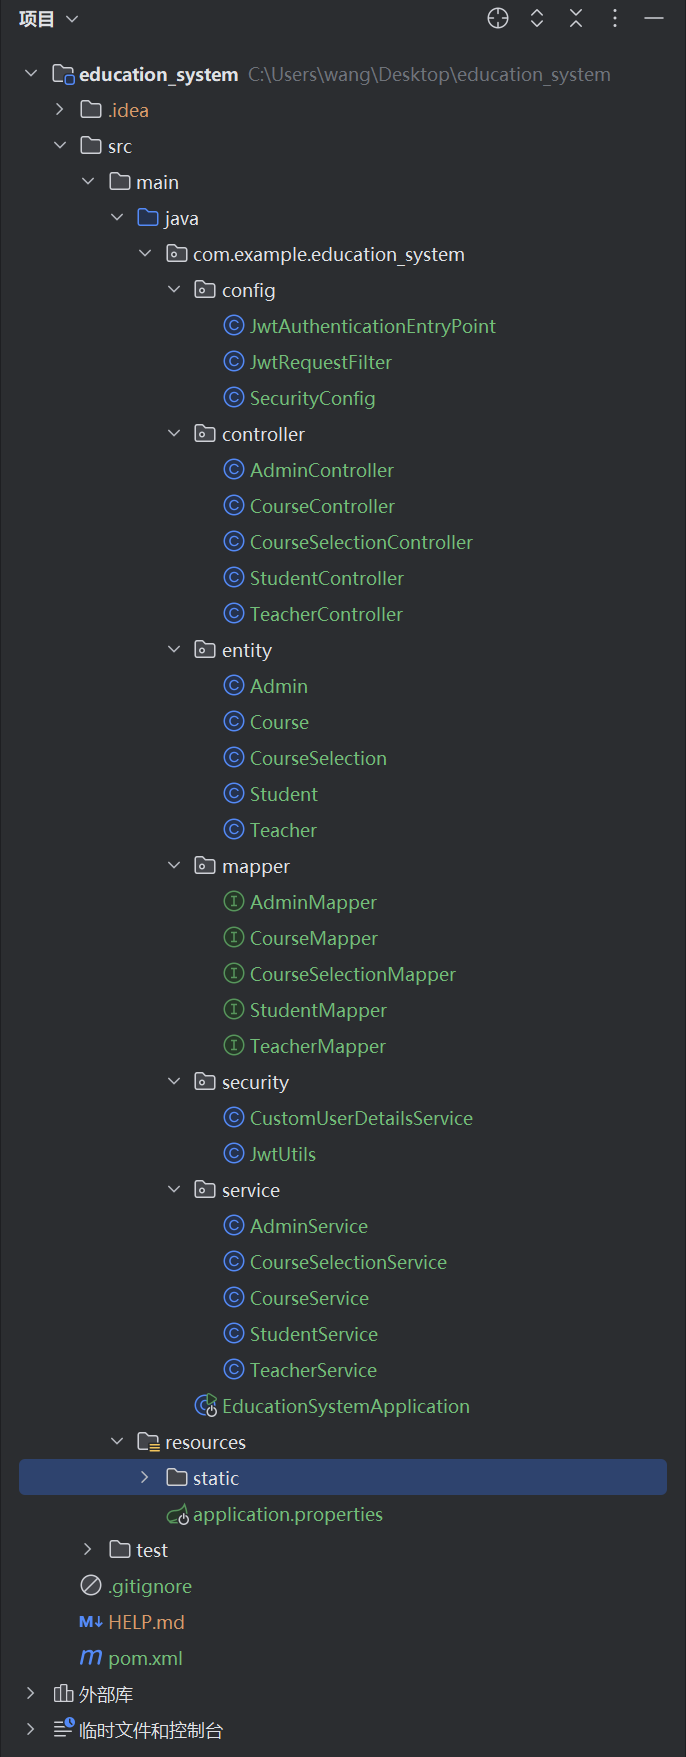 项目
education_system C:\Users\wang\Desktop\education_system
.idea
src
main
java
com.example.education_system
config
JwtAuthenticationEntryPoint
JwtRequestFilter
SecurityConfig
controller
AdminController
CourseController
CourseSelectionController
StudentController
TeacherController
entity
Admin
Course
CourseSelection
Student
Teacher
mapper
AdminMapper
CourseMapper
CourseSelectionMapper
StudentMapper
TeacherMapper
security
CustomUserDetailsService
JwtUtils
service
AdminService
CourseSelectionService
CourseService
StudentService
TeacherService
EducationSystemApplication
resources
static
application.properties
test
.gitignore
M↓ HELP.md
m pom.xml
外部库
临时文件和控制台